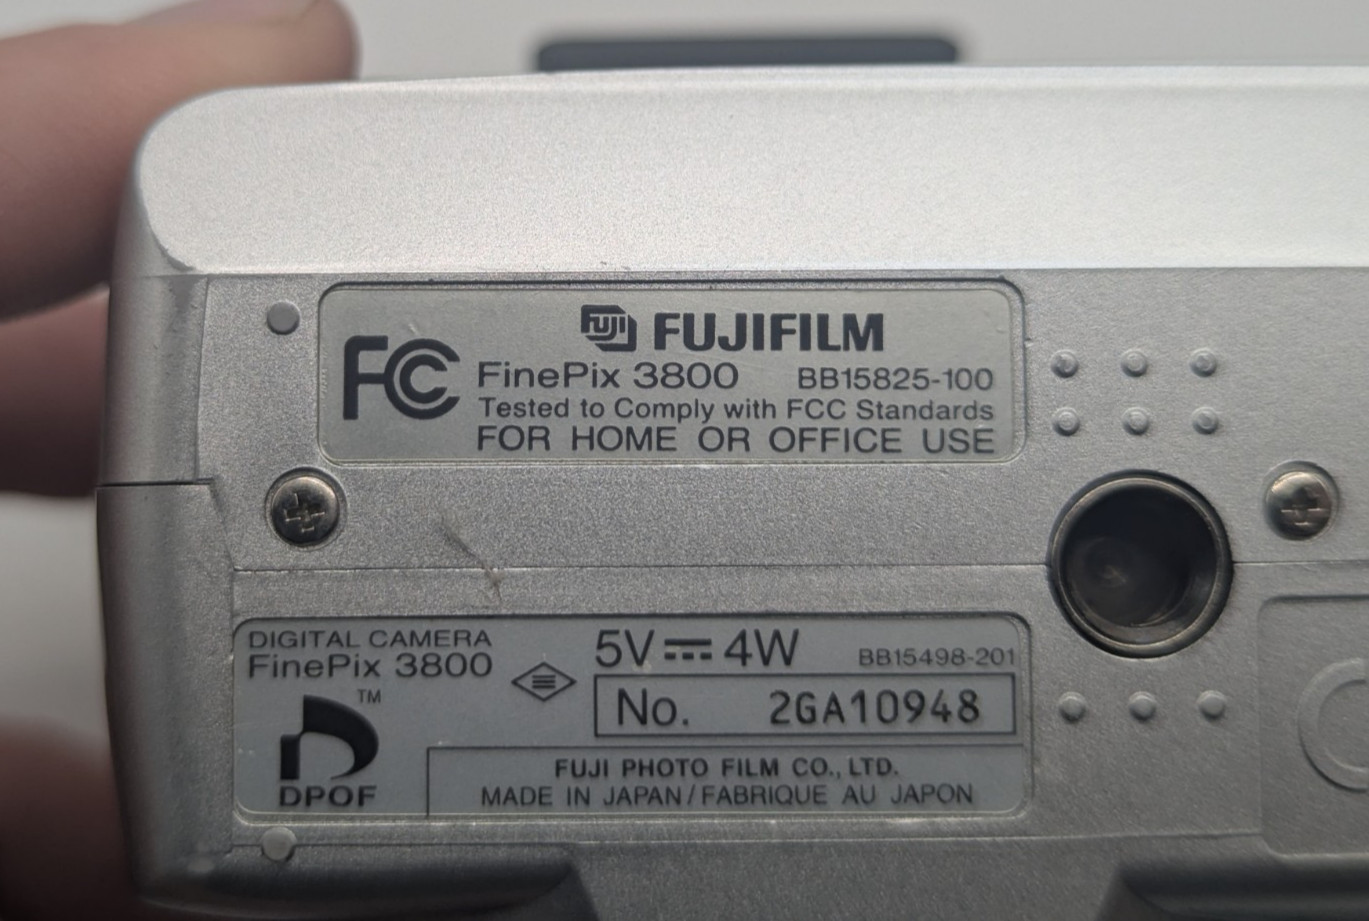 FUJI FUJIFILM
FC FinePix 3800 BB15825-100
Tested to Comply with FCC Standards
FOR HOME OR OFFICE USE
DIGITAL CAMERA
FinePix 3800
5V⎓4W BB15498-201
No. 2GA10948
TM
DPOF
FUJI PHOTO FILM CO., LTD.
MADE IN JAPAN/FABRIQUE AU JAPON